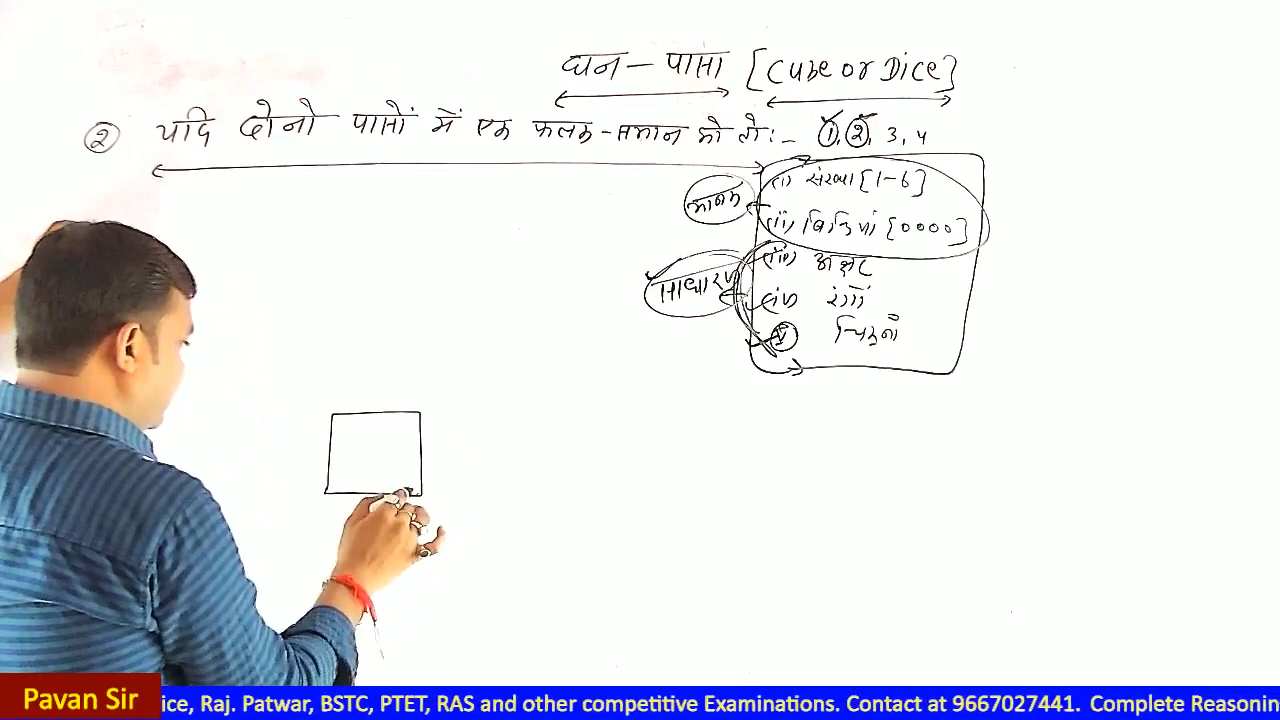 घन - पासा [Cube or Dice]
② यदि दोनो पासों में एक फलक-समान हो तो:- ①, ②, 3, 4
(i) संख्या [1-6]
मानक
(ii) बिन्दियां [0000]
(iii) अक्षर
साधारण
(iv) रंगों
(v) चिह्नों
Pavan Sir
ice, Raj. Patwar, BSTC, PTET, RAS and other competitive Examinations. Contact at 9667027441. Complete Reasonin